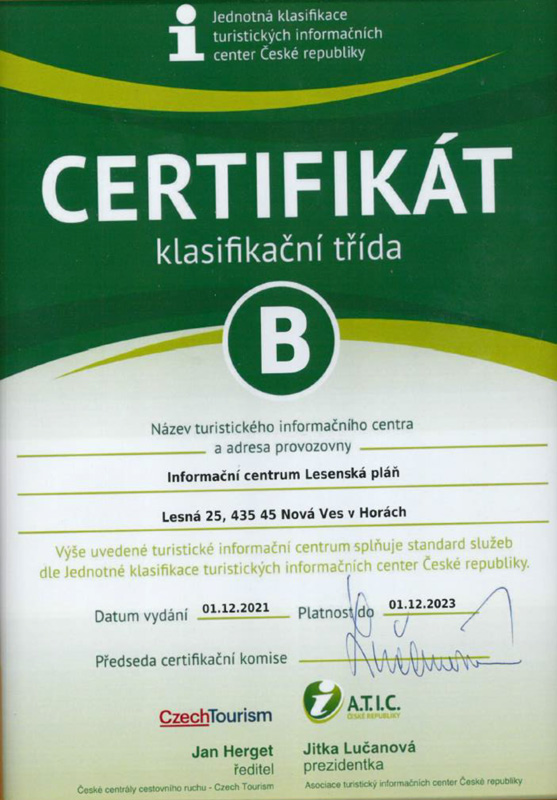 Jednotná klasifikace
turistických informačních
center České republiky
CERTIFIKÁT
klasifikační třída
B
Název turistického informačního centra
a adresa provozovny
Informační centrum Lesenská pláň
Lesná 25, 435 45 Nová Ves v Horách
Výše uvedené turistické informační centrum splňuje standard služeb
dle Jednotné klasifikace turistických informačních center České republiky.
Datum vydání 01.12.2021 Platnost do 01.12.2023
Předseda certifikační komise
CzechTourism
A.T.I.C.
ČESKÉ REPUBLIKY
Jan Herget
ředitel
České centrály cestovního ruchu - Czech Tourism
Jitka Lučanová
prezidentka
Asociace turistický informačních center České republiky